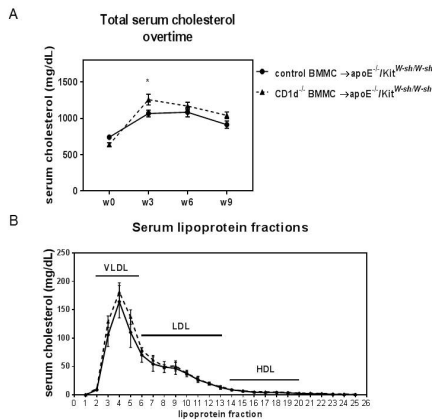 A
Total serum cholesterol
overtime
serum cholesterol (mg/dL)
1500
1000
500
0
w0 w3 w6 w9
*
control BMMC →apoE-/-/KitW-sh/W-sh
CD1d-/- BMMC →apoE-/-/KitW-sh/W-sh
B
Serum lipoprotein fractions
serum cholesterol (mg/dL)
250
200
150
100
50
0
VLDL
LDL
HDL
0 1 2 3 4 5 6 7 8 9 10 11 12 13 14 15 16 17 18 19 20 21 22 23 24 25 26
lipoprotein fraction